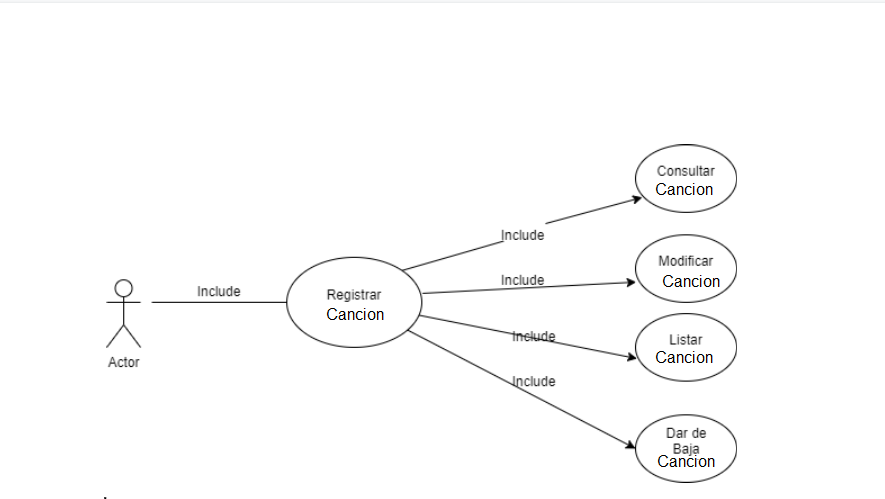 Consultar
Cancion
Include
Modificar
Cancion
Include
Include
Registrar
Cancion
Include
Listar
Cancion
Actor
Include
Dar de
Baja
Cancion